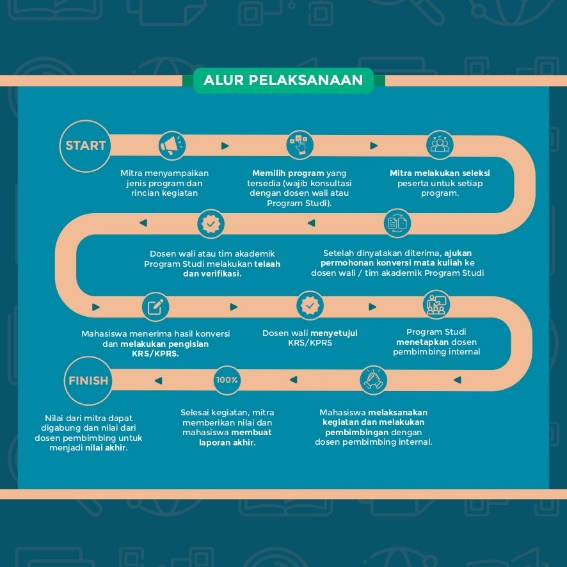 ALUR PELAKSANAAN
START
Mitra menyampaikan
jenis program dan
rincian kegiatan
Memilih program yang
tersedia (wajib konsultasi
dengan dosen wali atau
Program Studi).
Mitra melakukan seleksi
peserta untuk setiap
program.
Setelah dinyatakan diterima, ajukan
permohonan konversi mata kuliah ke
dosen wali / tim akademik Program Studi
Dosen wali atau tim akademik
Program Studi melakukan telaah
dan verifikasi.
Mahasiswa menerima hasil konversi
dan melakukan pengisian
KRS/KPRS.
Dosen wali menyetujui
KRS/KPRS
Program Studi
menetapkan dosen
pembimbing internal
Mahasiswa melaksanakan
kegiatan dan melakukan
pembimbingan dengan
dosen pembimbing internal.
100%
Selesai kegiatan, mitra
memberikan nilai dan
mahasiswa membuat
laporan akhir.
FINISH
Nilai dari mitra dapat
digabung dan nilai dari
dosen pembimbing untuk
menjadi nilai akhir.